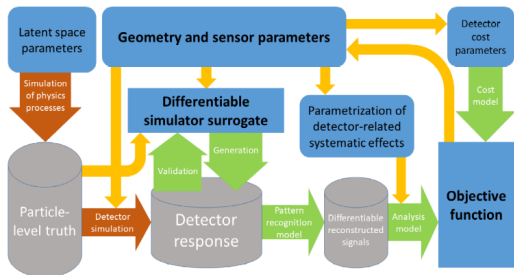 Latent space
parameters
Geometry and sensor parameters
Detector
cost
parameters
Simulation
of physics
processes
Cost model
Differentiable
simulator surrogate
Parametrization of
detector-related
systematic effects
Validation
Generation
Particle-
level truth
Detector
simulation
Detector
response
Pattern
recognition
model
Differentiable
reconstructed
signals
Analysis
model
Objective
function